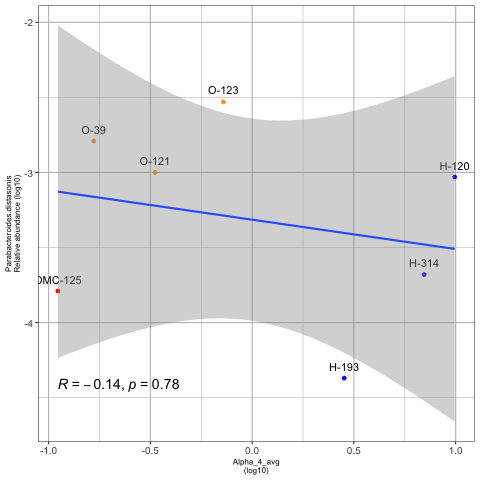 -2
O-123
O-39
O-121
-3
H-120
H-314
OMC-125
-4
H-193
R = −0.14, p = 0.78
-1.0
-0.5
0.0
0.5
1.0
Alpha_4_avg
(log10)
Parabacteroides.distasonis
Relative abundance (log10)